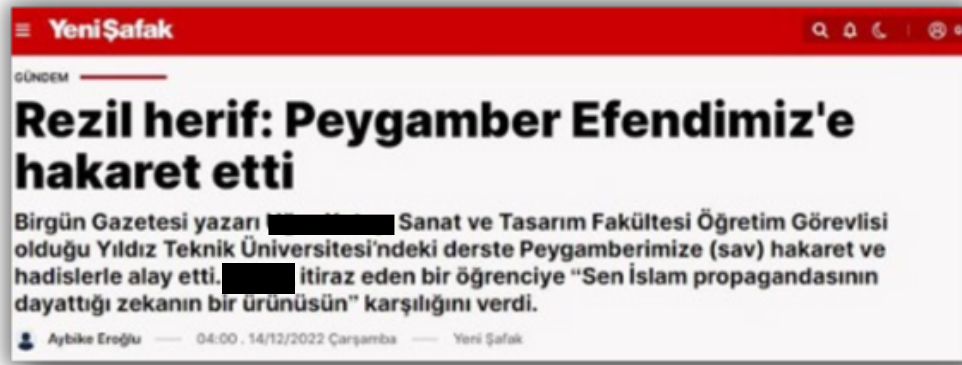 YeniŞafak
GÜNDEM
Rezil herif: Peygamber Efendimiz'e
hakaret etti
Birgün Gazetesi yazarı Sanat ve Tasarım Fakültesi Öğretim Görevlisi
olduğu Yıldız Teknik Üniversitesi'ndeki derste Peygamberimize (sav) hakaret ve
hadislerle alay etti. itiraz eden bir öğrenciye “Sen İslam propagandasının
dayattığı zekanın bir ürünüsün” karşılığını verdi.
Aybike Eroğlu 04:00 . 14/12/2022 Çarşamba Yeni Şafak